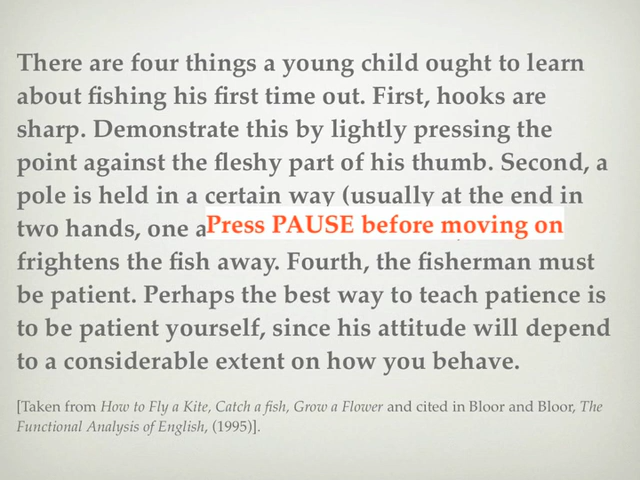 There are four things a young child ought to learn
about fishing his first time out. First, hooks are
sharp. Demonstrate this by lightly pressing the
point against the fleshy part of his thumb. Second, a
pole is held in a certain way (usually at the end in
two hands, one a
Press PAUSE before moving on
frightens the fish away. Fourth, the fisherman must
be patient. Perhaps the best way to teach patience is
to be patient yourself, since his attitude will depend
to a considerable extent on how you behave.
[Taken from How to Fly a Kite, Catch a fish, Grow a Flower and cited in Bloor and Bloor, The
Functional Analysis of English, (1995)].